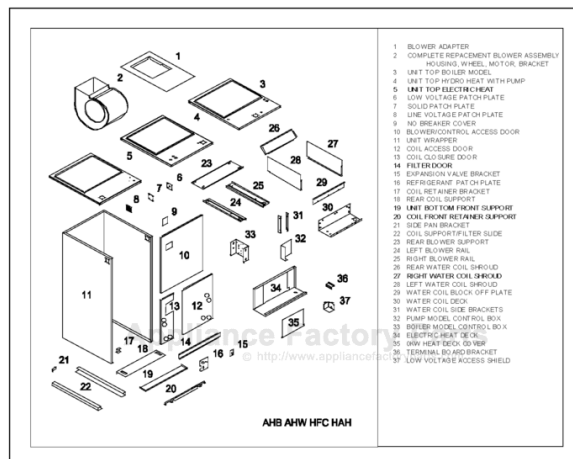 1 BLOWER ADAPTER
2 COMPLETE REPACEMENT BLOWER ASSEMBLY
HOUSING, WHEEL, MOTOR, BRACKET
3 UNIT TOP BOILER MODEL
4 UNIT TOP HYDRO HEAT WITH PUMP
5 UNIT TOP ELECTRIC HEAT
6 LOW VOLTAGE PATCH PLATE
7 SOLID PATCH PLATE
8 LINE VOLTAGE PATCH PLATE
9 NO BREAKER COVER
10 BLOWER/CONTROL ACCESS DOOR
11 UNIT WRAPPER
12 COIL ACCESS DOOR
13 COIL CLOSURE DOOR
14 FILTER DOOR
15 EXPANSION VALVE BRACKET
16 REFRIGERANT PATCH PLATE
17 COIL RETAINER BRACKET
18 REAR COIL SUPPORT
19 UNIT BOTTOM FRONT SUPPORT
20 COIL FRONT RETAINER SUPPORT
21 SIDE PAN BRACKET
22 COIL SUPPORT/FILTER SLIDE
23 REAR BLOWER SUPPORT
24 LEFT BLOWER RAIL
25 RIGHT BLOWER RAIL
26 REAR WATER COIL SHROUD
27 RIGHT WATER COIL SHROUD
28 LEFT WATER COIL SHROUD
29 WATER COIL BLOCK OFF PLATE
30 WATER COIL DECK
31 WATER COIL SIDE BRACKETS
32 PUMP MODEL CONTROL BOX
33 BOILER MODEL CONTROL BOX
34 ELECTRIC HEAT DECK
35 0KW HEAT DECK COVER
36 TERMINAL BOARD BRACKET
37 LOW VOLTAGE ACCESS SHIELD
1
2
3
4
5
6
7
8
9
10
11
12
13
14
15
16
17
18
19
20
21
22
23
24
25
26
27
28
29
30
31
32
33
34
35
36
37
Appliance Factory Parts
© http://www.appliancefac
AHB AHW HFC HAH